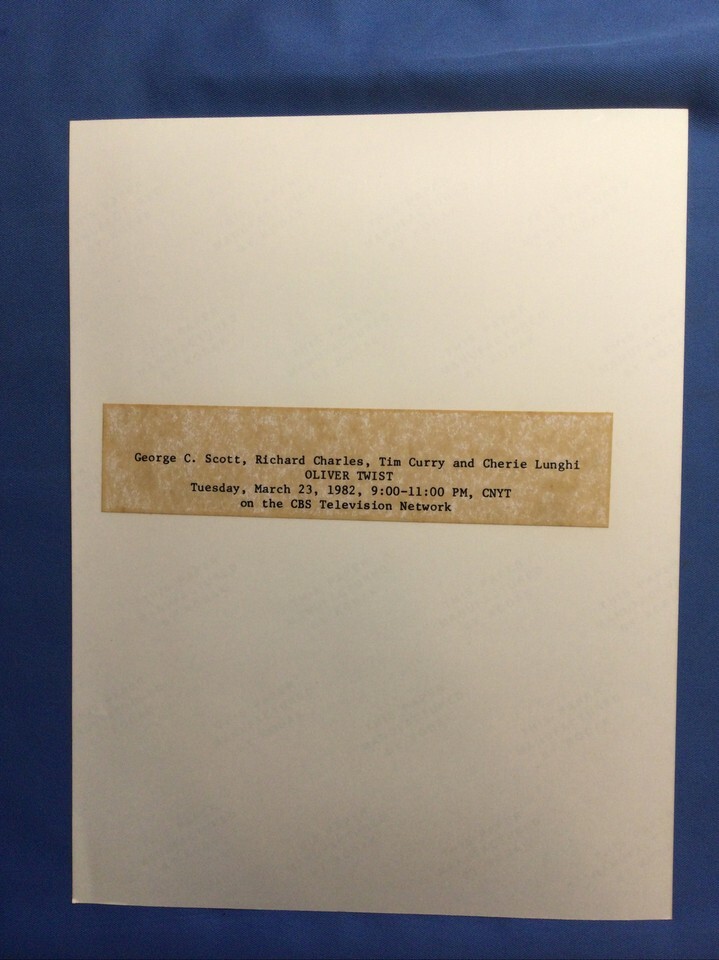 George C. Scott, Richard Charles, Tim Curry and Cherie Lunghi
OLIVER TWIST
Tuesday, March 23, 1982, 9:00-11:00 PM, CNYT
on the CBS Television Network